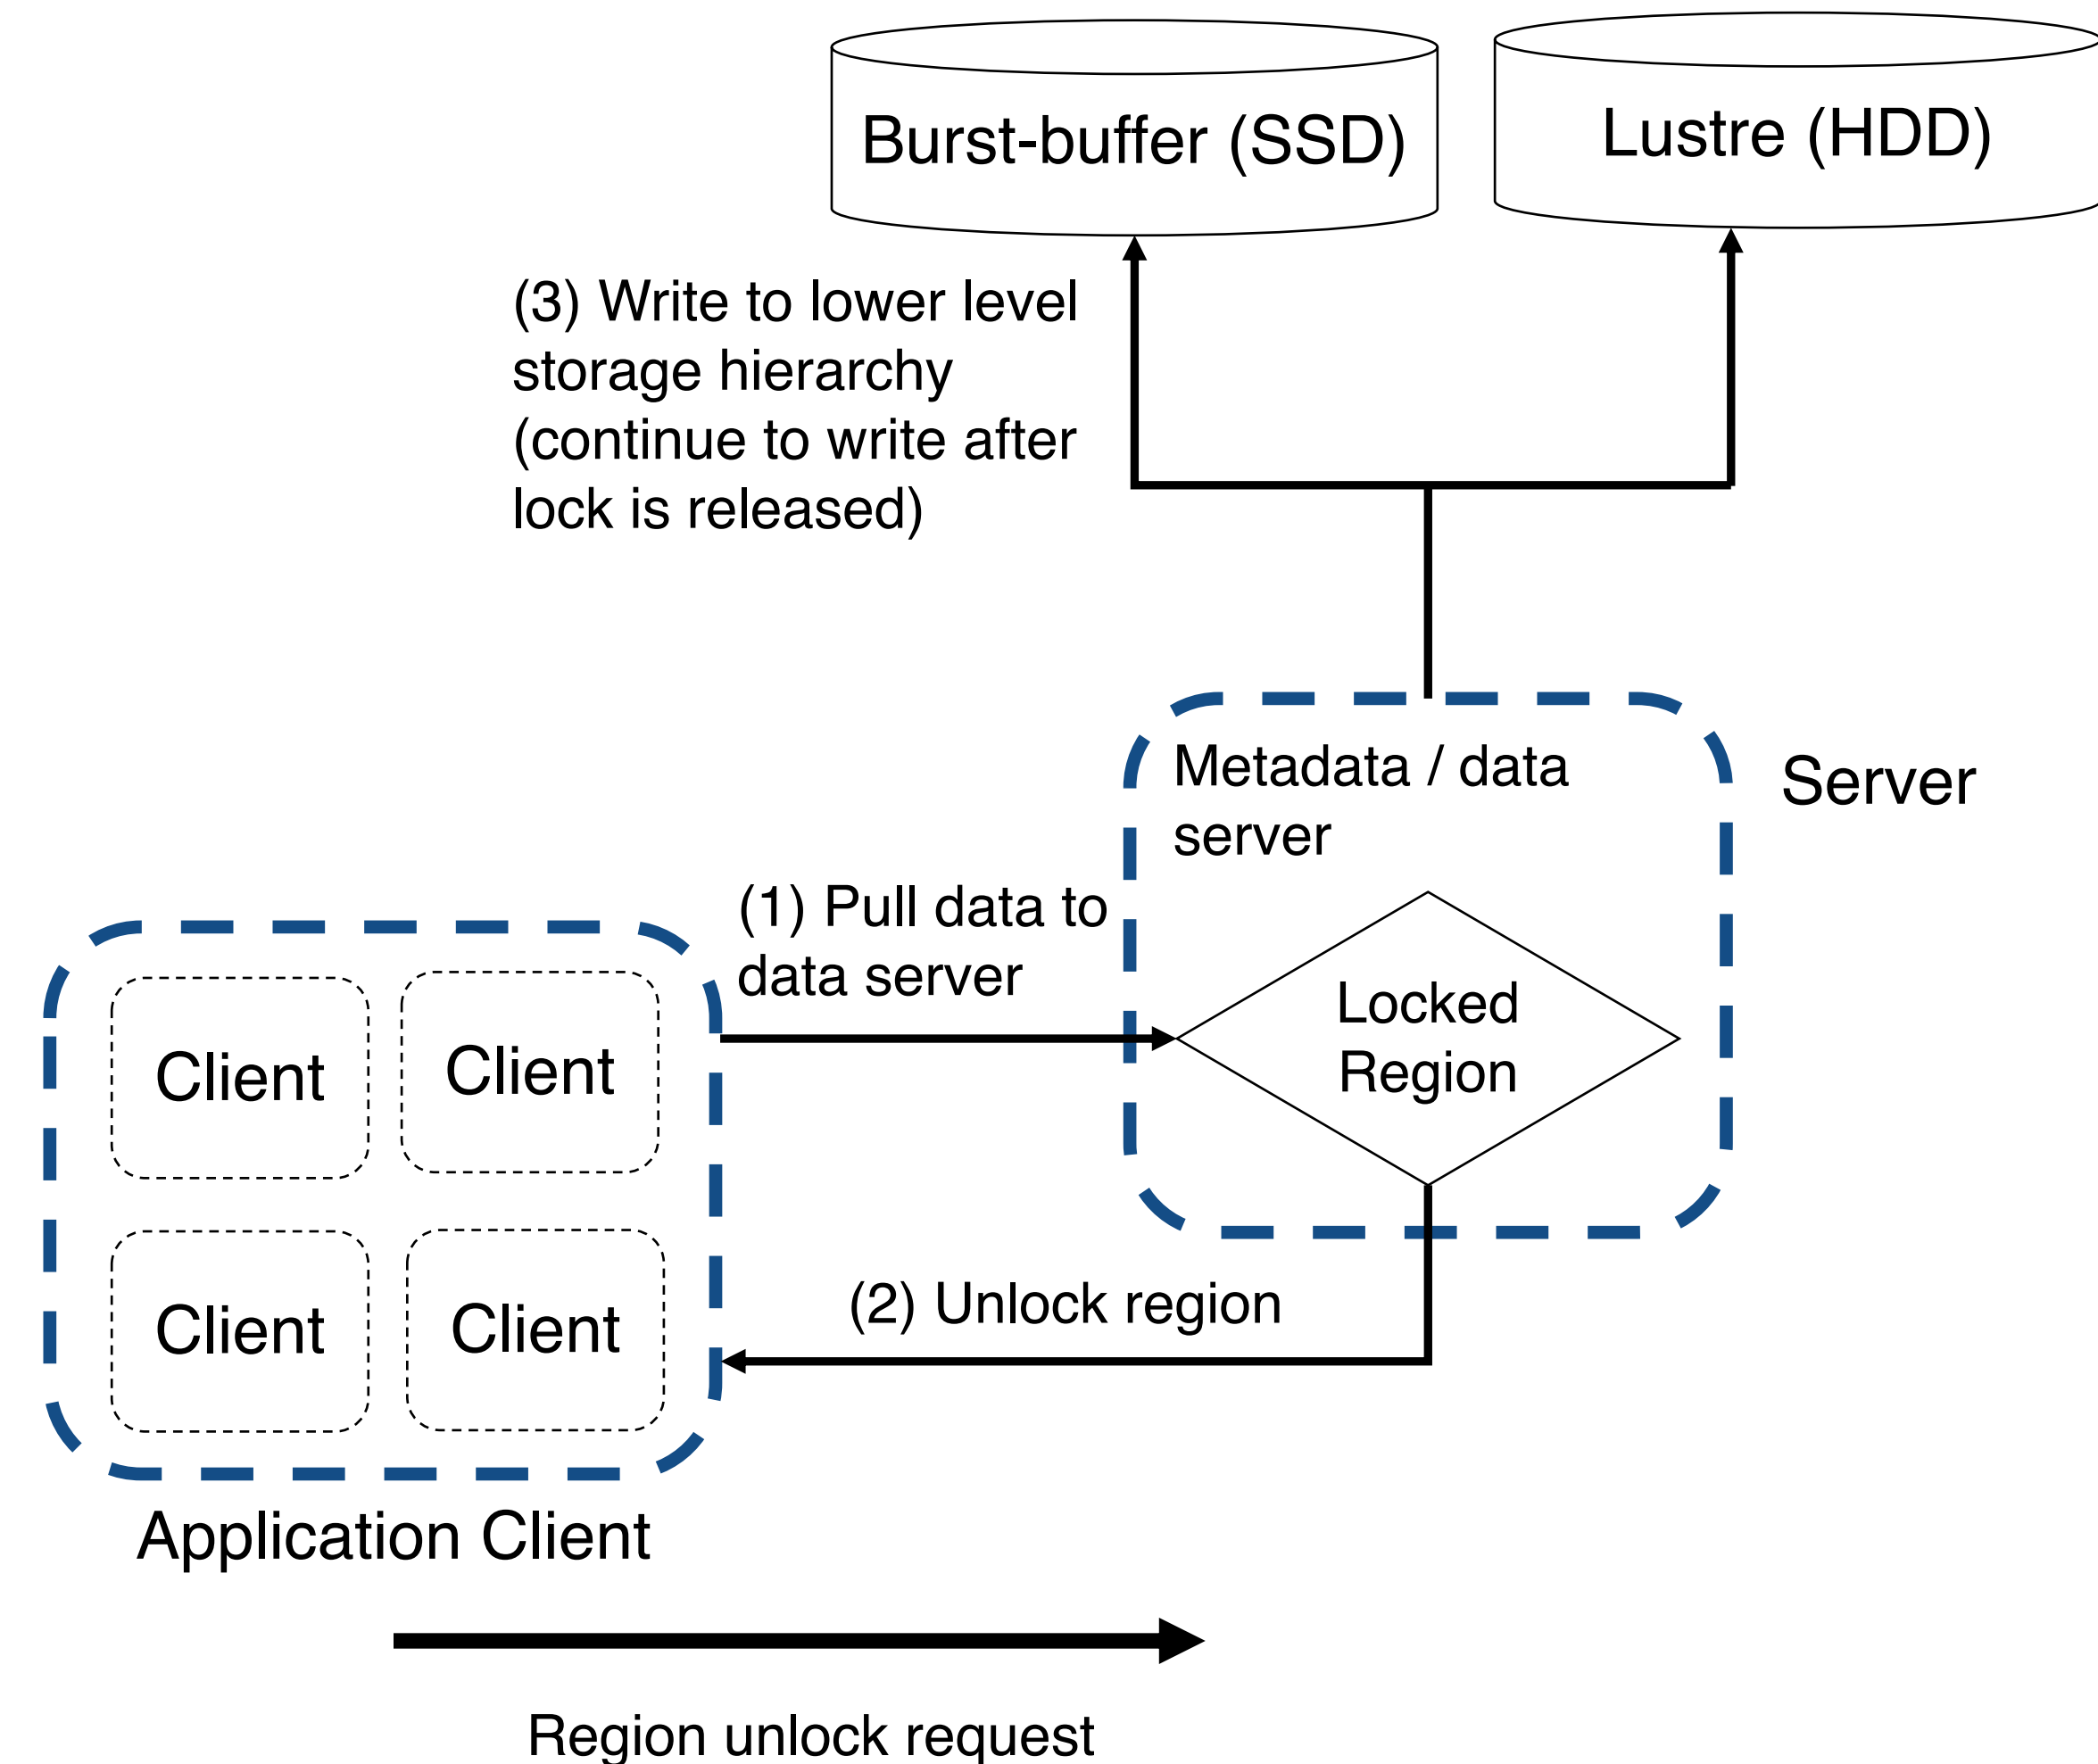 Burst-buffer (SSD)
Lustre (HDD)
(3) Write to lower level
storage hierarchy
(continue to write after
lock is released)
Metadata / data
server
Server
(1) Pull data to
data server
Locked
Region
Client
Client
Client
Client
(2) Unlock region
Application Client
Region unlock request